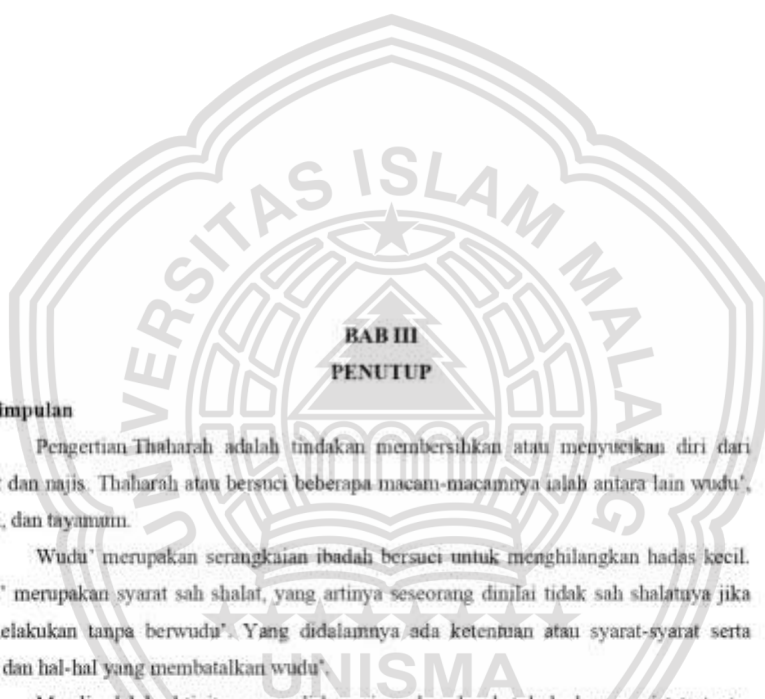 UNIVERSITAS ISLAM MALANG
UNISMA
BAB III
PENUTUP
impulan
Pengertian Thaharah adalah tindakan membersihkan atau menyucikan diri dari
dan najis. Thaharah atau bersuci beberapa macam-macamnya ialah antara lain wudu',
, dan tayamum.
Wudu' merupakan serangkaian ibadah bersuci untuk menghilangkan hadas kecil.
' merupakan syarat sah shalat, yang artinya seseorang dinilai tidak sah shalatnya jika
elakukan tanpa berwudu'. Yang didalamnya ada ketentuan atau syarat-syarat serta
dan hal-hal yang membatalkan wudu'.